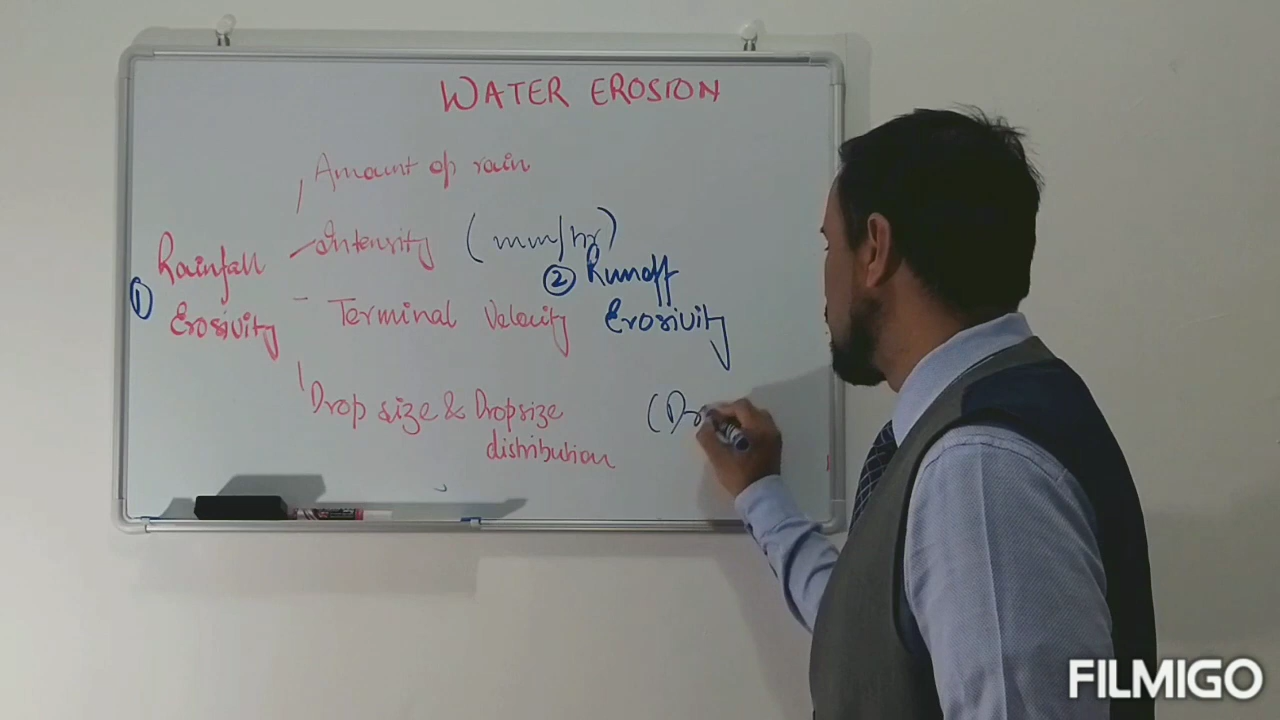 WATER EROSION
Amount of rain
Intensity (mm/hr)
Rainfall
① Erosivity
Terminal Velocity
② Runoff
Erosivity
Drop size & Dropsize
distribution
(Dr
FILMIGO